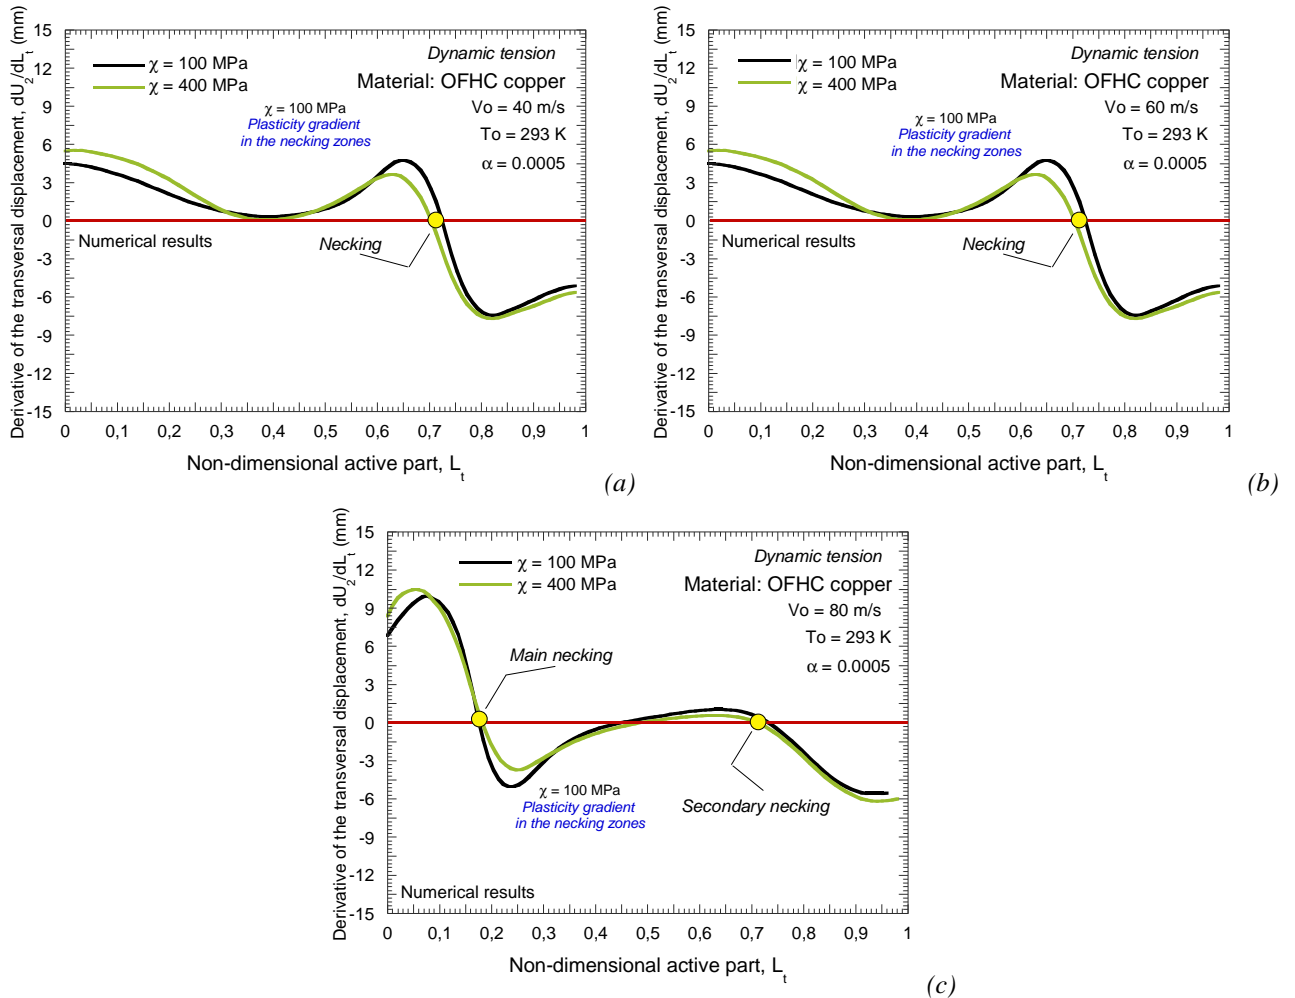 Derivative of the transversal displacement, dU2/dLt (mm)
15
12
9
6
3
0
-3
-6
-9
-12
-15
χ = 100 MPa
χ = 400 MPa
Dynamic tension
Material: OFHC copper
Vo = 40 m/s
To = 293 K
α = 0.0005
χ = 100 MPa
Plasticity gradient
in the necking zones
Numerical results
Necking
0 0,1 0,2 0,3 0,4 0,5 0,6 0,7 0,8 0,9 1
Non-dimensional active part, Lt
(a)
Derivative of the transversal displacement, dU2/dLt (mm)
15
12
9
6
3
0
-3
-6
-9
-12
-15
χ = 100 MPa
χ = 400 MPa
Dynamic tension
Material: OFHC copper
Vo = 60 m/s
To = 293 K
α = 0.0005
χ = 100 MPa
Plasticity gradient
in the necking zones
Numerical results
Necking
0 0,1 0,2 0,3 0,4 0,5 0,6 0,7 0,8 0,9 1
Non-dimensional active part, Lt
(b)
Derivative of the transversal displacement, dU2/dLt (mm)
15
12
9
6
3
0
-3
-6
-9
-12
-15
χ = 100 MPa
χ = 400 MPa
Dynamic tension
Material: OFHC copper
Vo = 80 m/s
To = 293 K
α = 0.0005
Main necking
χ = 100 MPa
Plasticity gradient
in the necking zones
Secondary necking
Numerical results
0 0,1 0,2 0,3 0,4 0,5 0,6 0,7 0,8 0,9 1
Non-dimensional active part, Lt
(c)